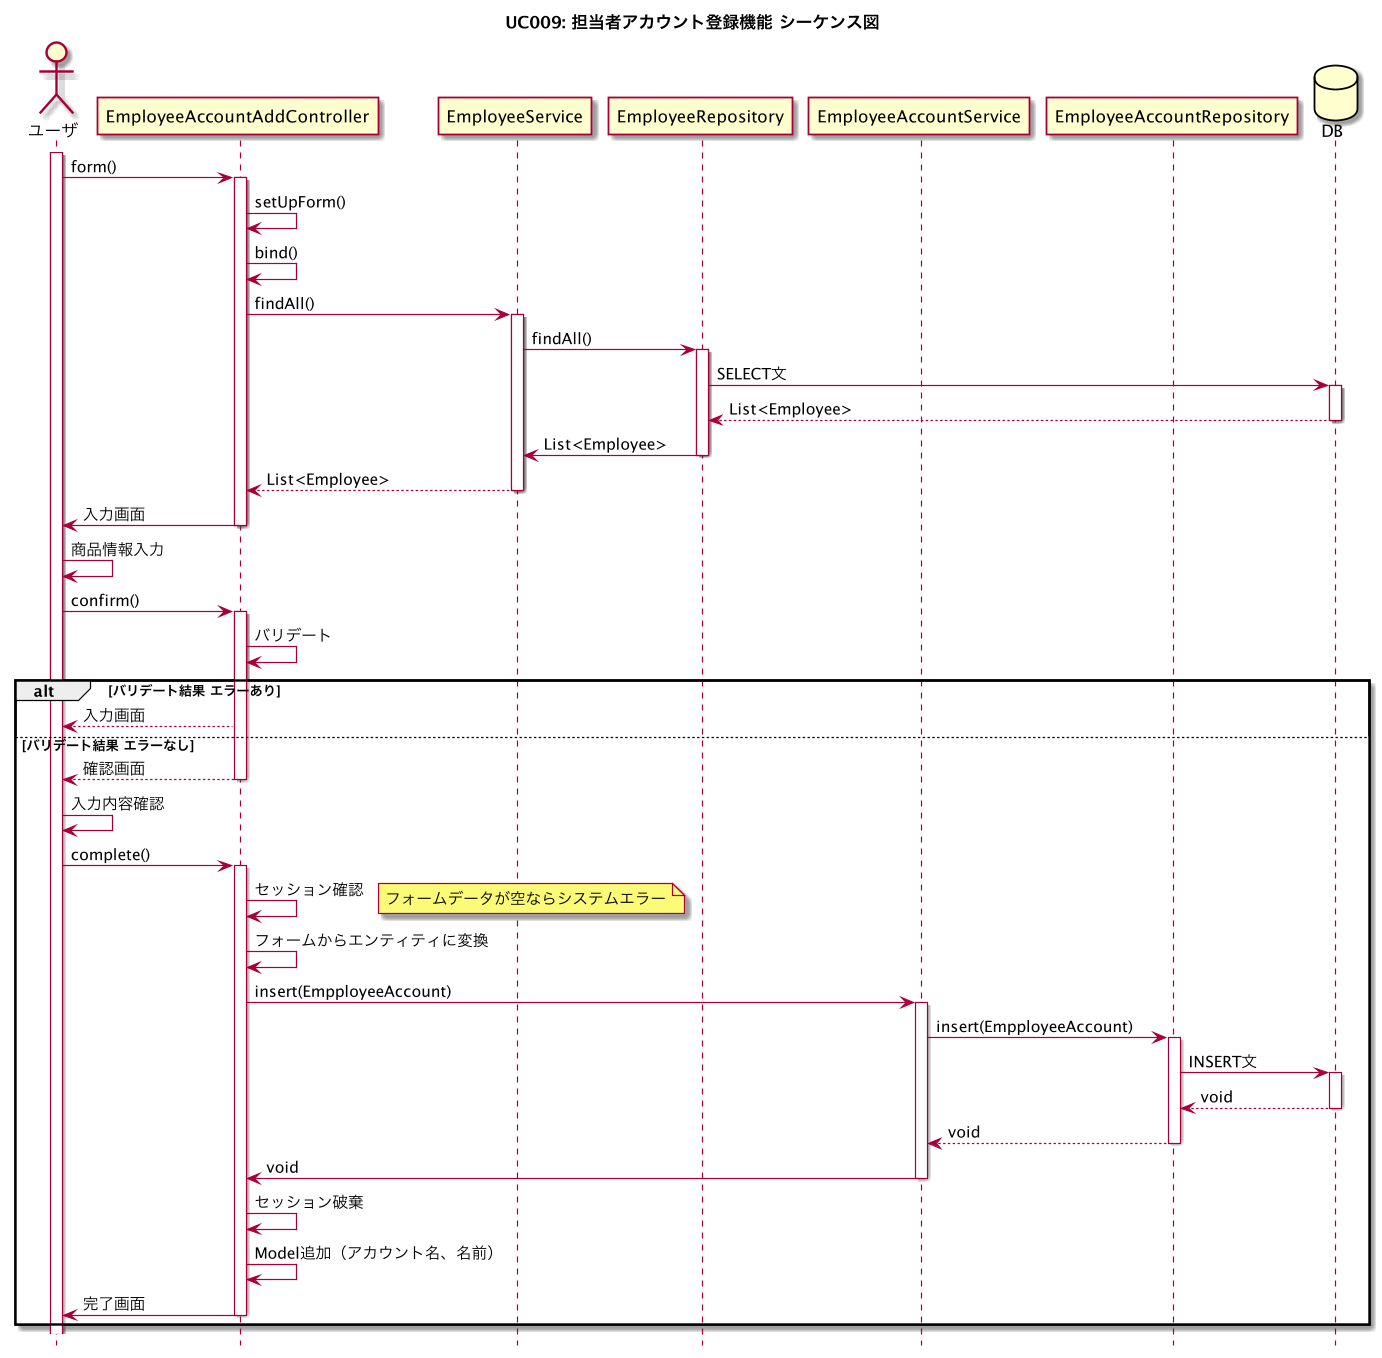 UC009: 担当者アカウント登録機能 シーケンス図
ユーザ
EmployeeAccountAddController
EmployeeService
EmployeeRepository
EmployeeAccountService
EmployeeAccountRepository
DB
form()
setUpForm()
bind()
findAll()
findAll()
SELECT文
List<Employee>
List<Employee>
List<Employee>
入力画面
商品情報入力
confirm()
バリデート
alt
[バリデート結果 エラーあり]
入力画面
[バリデート結果 エラーなし]
確認画面
入力内容確認
complete()
セッション確認
フォームデータが空ならシステムエラー
フォームからエンティティに変換
insert(EmpployeeAccount)
insert(EmpployeeAccount)
INSERT文
void
void
void
セッション破棄
Model追加（アカウント名、名前）
完了画面